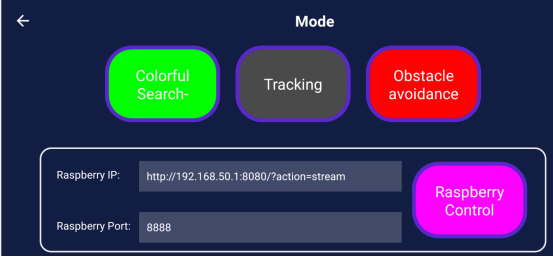 Mode
Colorful
Search-
Tracking
Obstacle
avoidance
Raspberry IP:
http://192.168.50.1:8080/?action=stream
Raspberry Port:
8888
Raspberry
Control